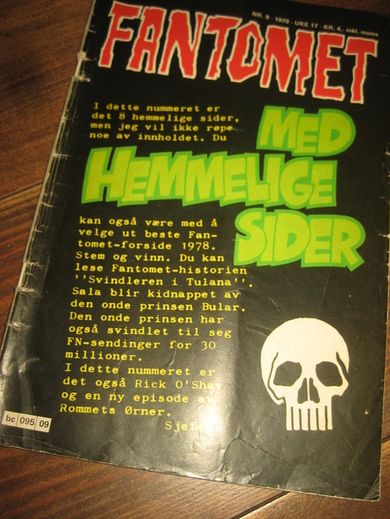 NR. 9 · 1979 · UKE 17 · KR. 4,- inkl. moms
FANTOMET
I dette nummeret er
det 8 hemmelige sider,
men jeg vil ikke røpe
noe av innholdet. Du
MED
HEMMELIGE
SIDER
kan også være med å
velge ut beste Fan-
tomet-forside 1978.
Stem og vinn. Du kan
lese Fantomet-historien
''Svindleren i Tulana''.
Sala blir kidnappet av
den onde prinsen Bular.
Den onde prinsen har
også svindlet til seg
FN-sendinger for 30
millioner.
I dette nummeret er
det også Rick O'Shay
og en ny episode av
Rommets Ørner.
Sjef
bc 095 09